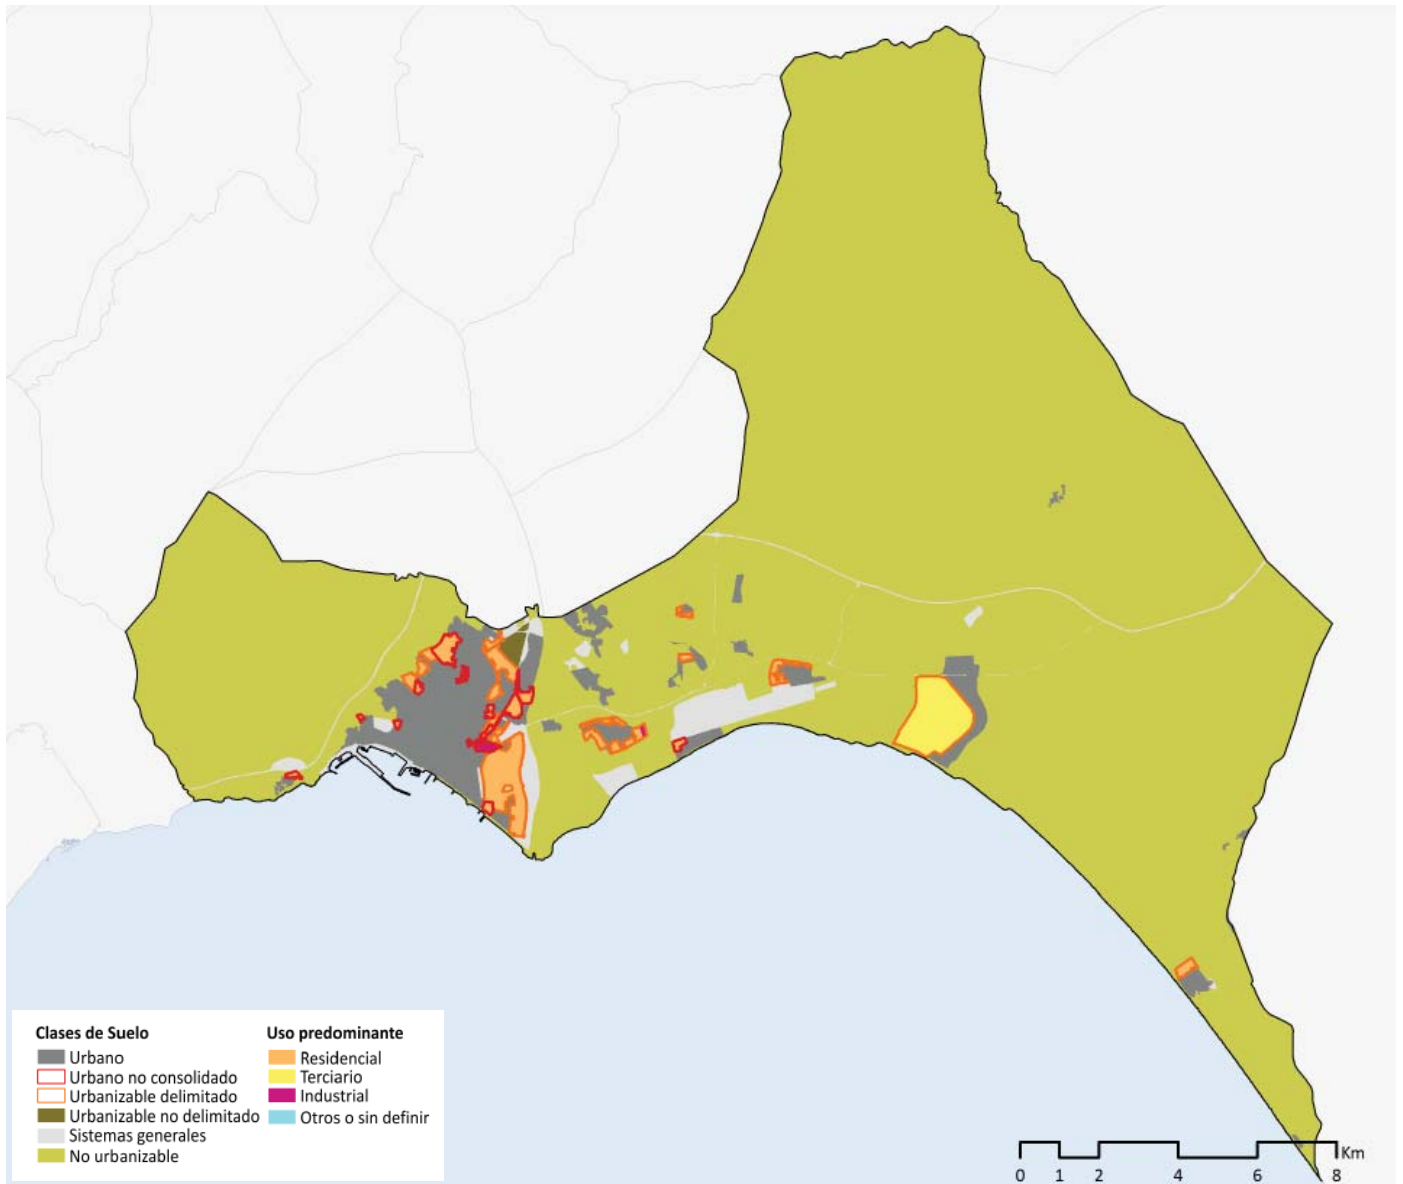 Clases de Suelo
Urbano
Urbano no consolidado
Urbanizable delimitado
Urbanizable no delimitado
Sistemas generales
No urbanizable
Uso predominante
Residencial
Terciario
Industrial
Otros o sin definir
Km
0 1 2 4 6 8